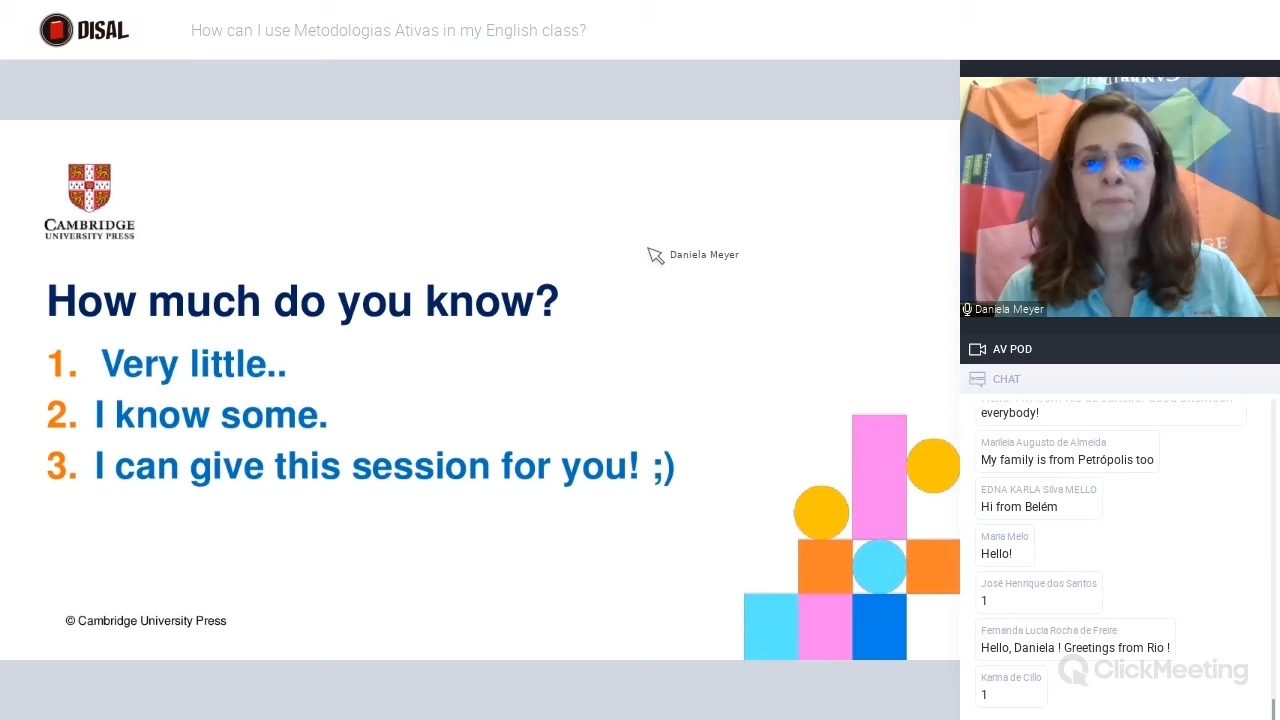 DISAL
How can I use Metodologias Ativas in my English class?
CAMBRIDGE
UNIVERSITY PRESS
Daniela Meyer
How much do you know?
1. Very little..
2. I know some.
3. I can give this session for you! ;)
© Cambridge University Press
Daniela Meyer
AV POD
CHAT
everybody!
Marileia Augusto de Almeida
My family is from Petrópolis too
EDNA KARLA Silva MELLO
Hi from Belém
Maria Melo
Hello!
José Henrique dos Santos
1
Fernanda Lucia Rocha de Freire
Hello, Daniela ! Greetings from Rio !
Karina de Cillo
1
ClickMeeting